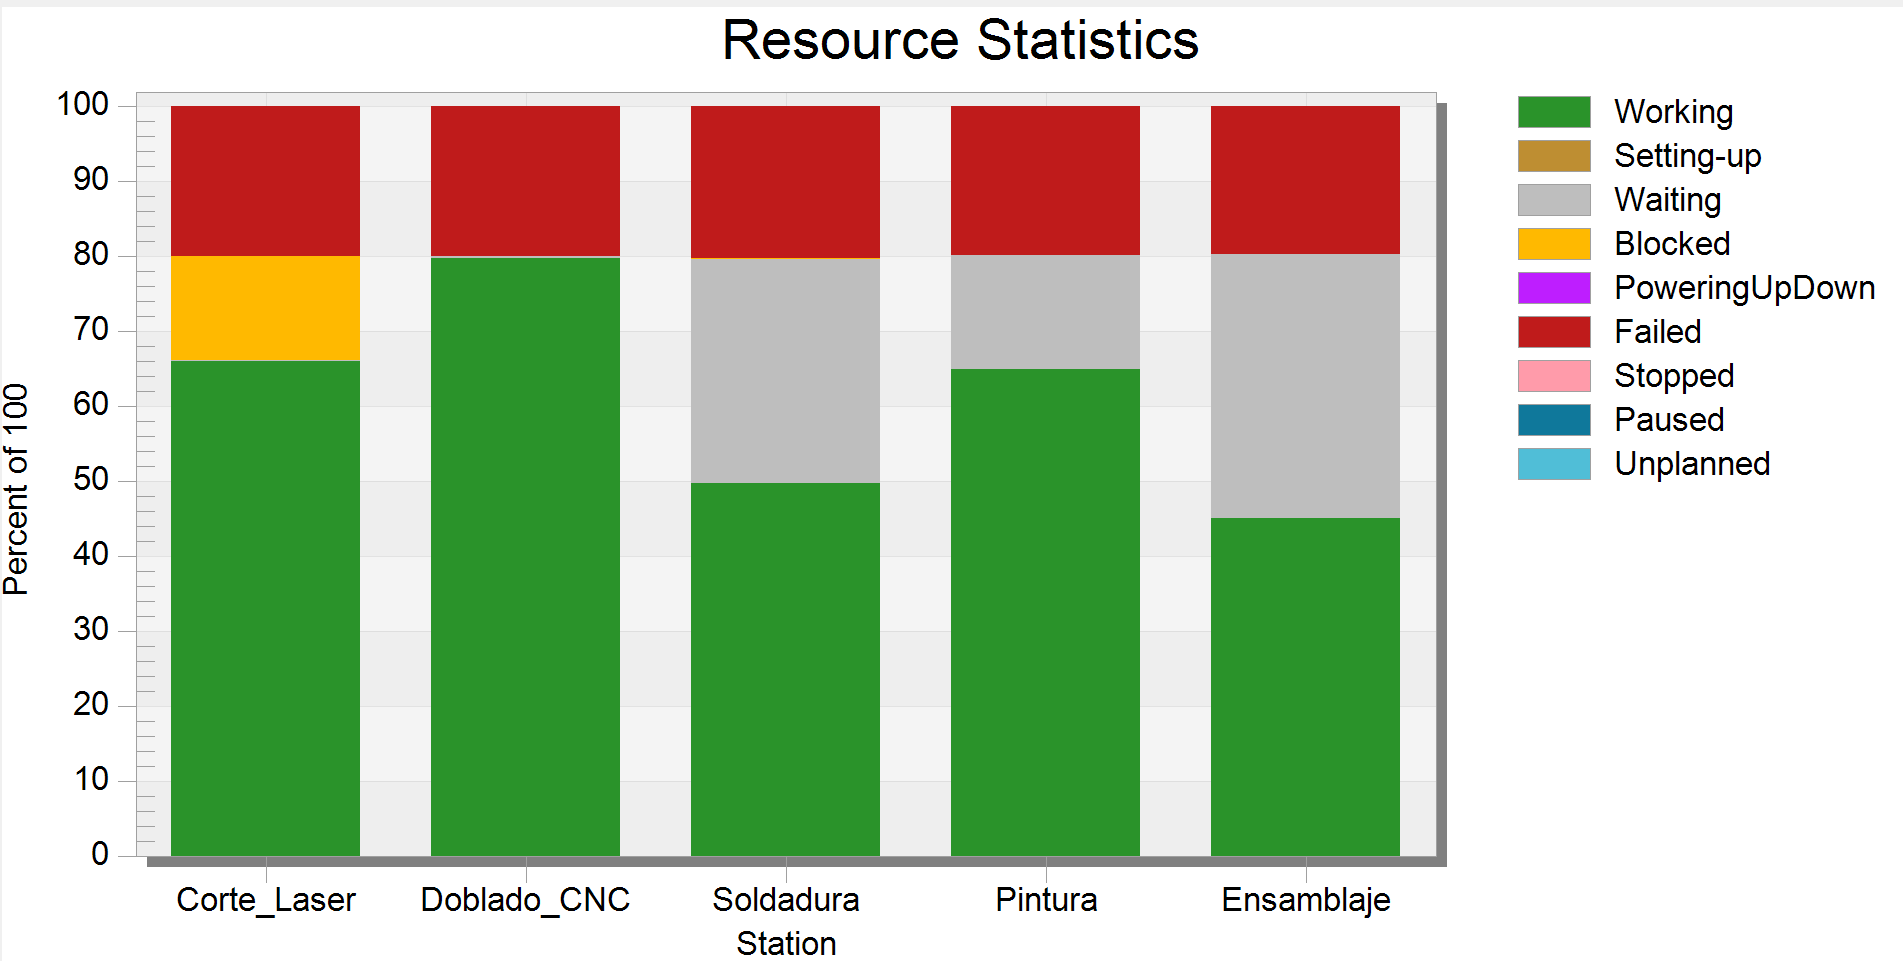 Resource Statistics
Percent of 100
100
90
80
70
60
50
40
30
20
10
0
Corte_Laser
Doblado_CNC
Soldadura
Pintura
Ensamblaje
Station
Working
Setting-up
Waiting
Blocked
PoweringUpDown
Failed
Stopped
Paused
Unplanned